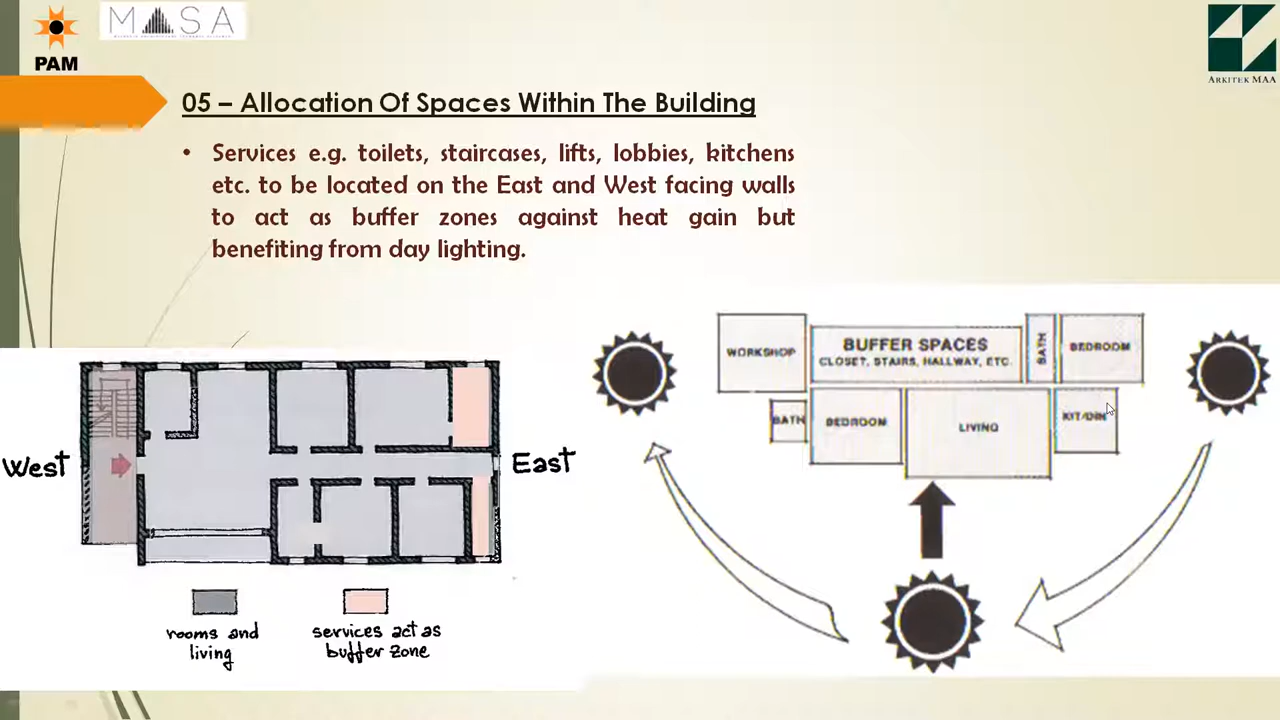 MASA
PAM
ARKITEK MAA
05 – Allocation Of Spaces Within The Building
• Services e.g. toilets, staircases, lifts, lobbies, kitchens
etc. to be located on the East and West facing walls
to act as buffer zones against heat gain but
benefiting from day lighting.
West
East
rooms and
living
services act as
buffer zone
WORKSHOP
BUFFER SPACES
CLOSET, STAIRS, HALLWAY, ETC.
BATH
BEDROOM
BATH
BEDROOM
LIVING
KIT/DIN